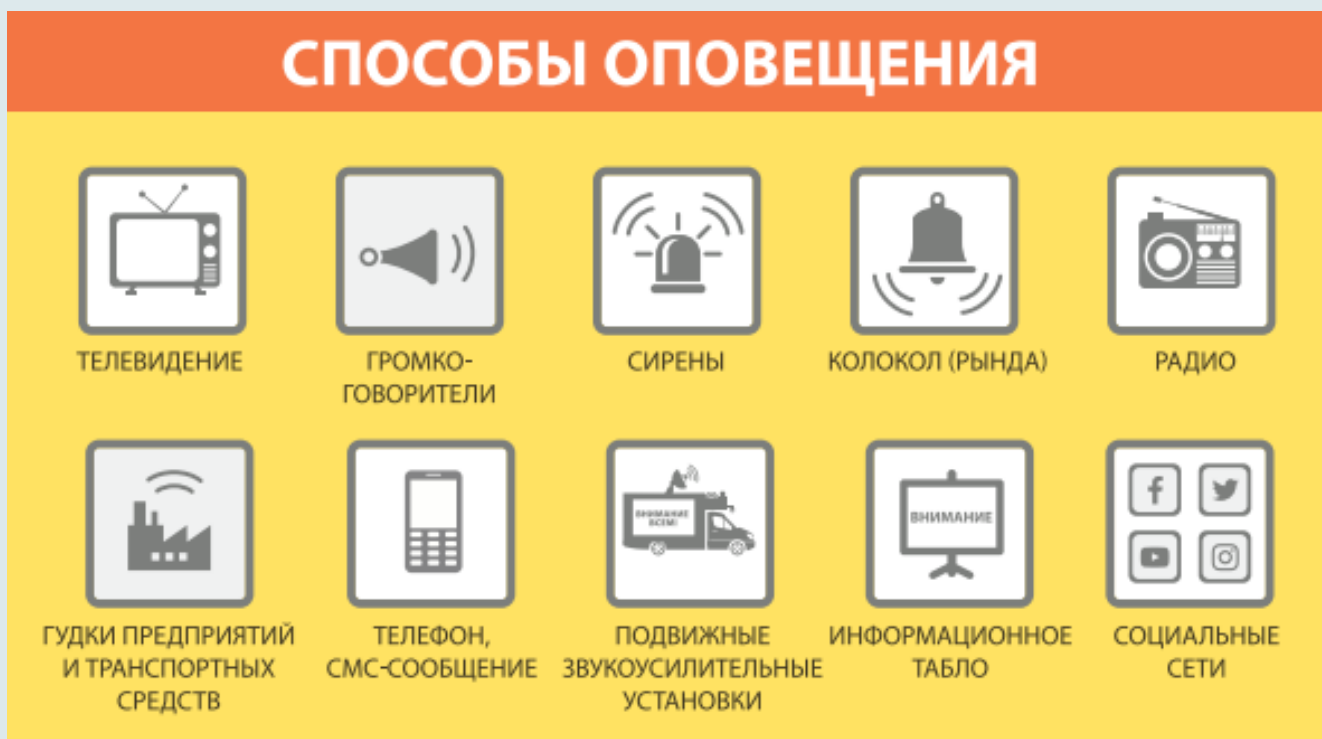 СПОСОБЫ ОПОВЕЩЕНИЯ
ТЕЛЕВИДЕНИЕ
ГРОМКО-
ГОВОРИТЕЛИ
СИРЕНЫ
КОЛОКОЛ (РЫНДА)
РАДИО
ВНИМАНИЕ
ВСЕМ!
ВНИМАНИЕ
ГУДКИ ПРЕДПРИЯТИЙ
И ТРАНСПОРТНЫХ
СРЕДСТВ
ТЕЛЕФОН,
СМС-СООБЩЕНИЕ
ПОДВИЖНЫЕ
ЗВУКОУСИЛИТЕЛЬНЫЕ
УСТАНОВКИ
ИНФОРМАЦИОННОЕ
ТАБЛО
СОЦИАЛЬНЫЕ
СЕТИ